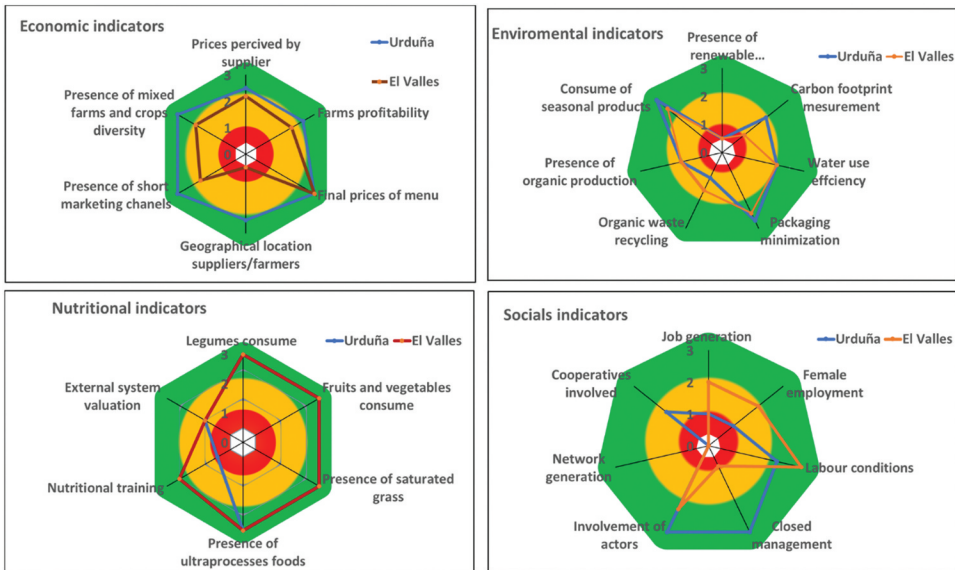 Economic indicators
Prices percived by
supplier
Urduña
El Valles
3
2
1
0
Presence of mixed
farms and crops
diversity
Farms profitability
Presence of short
marketing chanels
Final prices of menu
Geographical location
suppliers/farmers
Enviromental indicators
Presence of
renewable...
Urduña
El Valles
3
2
1
0
Consume of
seasonal products
Carbon footprint
mesurement
Presence of
organic production
Water use
effciency
Organic waste
recycling
Packaging
minimization
Nutritional indicators
Legumes consume
Urduña
El Valles
3
2
1
0
External system
valuation
Fruits and vegetables
consume
Nutritional training
Presence of saturated
grass
Presence of
ultraprocesses foods
Socials indicators
Job generation
Urduña
El Valles
3
2
1
0
Cooperatives
involved
Female
employment
Network
generation
Labour conditions
Involvement of
actors
Closed
management